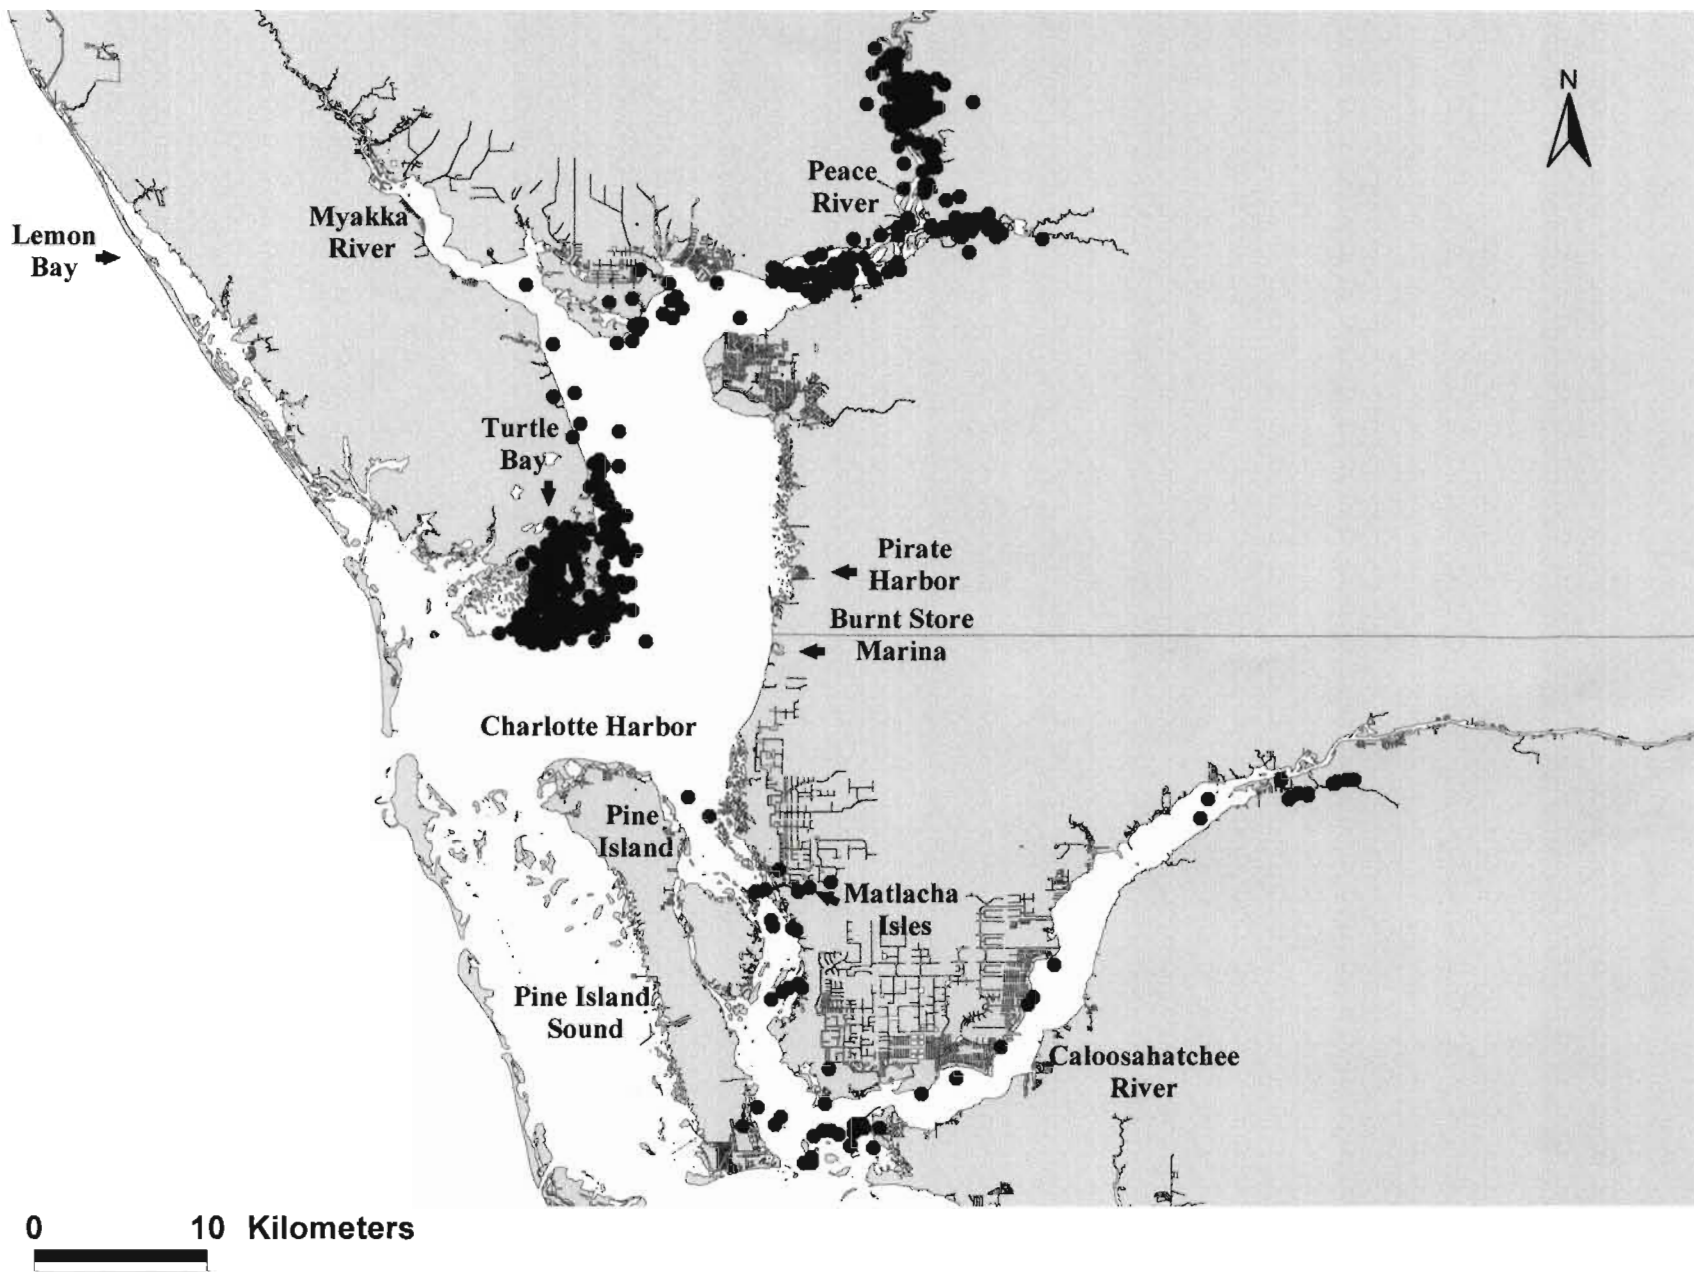 N
Peace
River
Myakka
River
Lemon
Bay
Turtle
Bay
Pirate
Harbor
Burnt Store
Marina
Charlotte Harbor
Pine
Island
Matlacha
Isles
Pine Island
Sound
Caloosahatchee
River
0 10 Kilometers